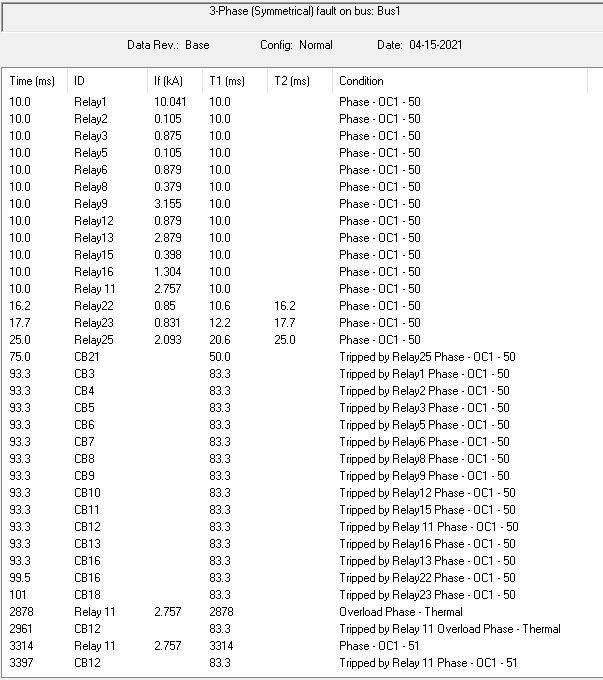 3-Phase (Symmetrical) fault on bus: Bus1
Data Rev.: Base Config: Normal Date: 04-15-2021
Time (ms) ID If (kA) T1 (ms) T2 (ms) Condition
10.0 Relay1 10.041 10.0 Phase - OC1 - 50
10.0 Relay2 0.105 10.0 Phase - OC1 - 50
10.0 Relay3 0.875 10.0 Phase - OC1 - 50
10.0 Relay5 0.105 10.0 Phase - OC1 - 50
10.0 Relay6 0.879 10.0 Phase - OC1 - 50
10.0 Relay8 0.379 10.0 Phase - OC1 - 50
10.0 Relay9 3.155 10.0 Phase - OC1 - 50
10.0 Relay12 0.879 10.0 Phase - OC1 - 50
10.0 Relay13 2.879 10.0 Phase - OC1 - 50
10.0 Relay15 0.398 10.0 Phase - OC1 - 50
10.0 Relay16 1.304 10.0 Phase - OC1 - 50
10.0 Relay 11 2.757 10.0 Phase - OC1 - 50
16.2 Relay22 0.85 10.6 16.2 Phase - OC1 - 50
17.7 Relay23 0.831 12.2 17.7 Phase - OC1 - 50
25.0 Relay25 2.093 20.6 25.0 Phase - OC1 - 50
75.0 CB21 50.0 Tripped by Relay25 Phase - OC1 - 50
93.3 CB3 83.3 Tripped by Relay1 Phase - OC1 - 50
93.3 CB4 83.3 Tripped by Relay2 Phase - OC1 - 50
93.3 CB5 83.3 Tripped by Relay3 Phase - OC1 - 50
93.3 CB6 83.3 Tripped by Relay5 Phase - OC1 - 50
93.3 CB7 83.3 Tripped by Relay6 Phase - OC1 - 50
93.3 CB8 83.3 Tripped by Relay8 Phase - OC1 - 50
93.3 CB9 83.3 Tripped by Relay9 Phase - OC1 - 50
93.3 CB10 83.3 Tripped by Relay12 Phase - OC1 - 50
93.3 CB11 83.3 Tripped by Relay15 Phase - OC1 - 50
93.3 CB12 83.3 Tripped by Relay 11 Phase - OC1 - 50
93.3 CB13 83.3 Tripped by Relay16 Phase - OC1 - 50
93.3 CB16 83.3 Tripped by Relay13 Phase - OC1 - 50
99.5 CB16 83.3 Tripped by Relay22 Phase - OC1 - 50
101 CB18 83.3 Tripped by Relay23 Phase - OC1 - 50
2878 Relay 11 2.757 2878 Overload Phase - Thermal
2961 CB12 83.3 Tripped by Relay 11 Overload Phase - Thermal
3314 Relay 11 2.757 3314 Phase - OC1 - 51
3397 CB12 83.3 Tripped by Relay 11 Phase - OC1 - 51